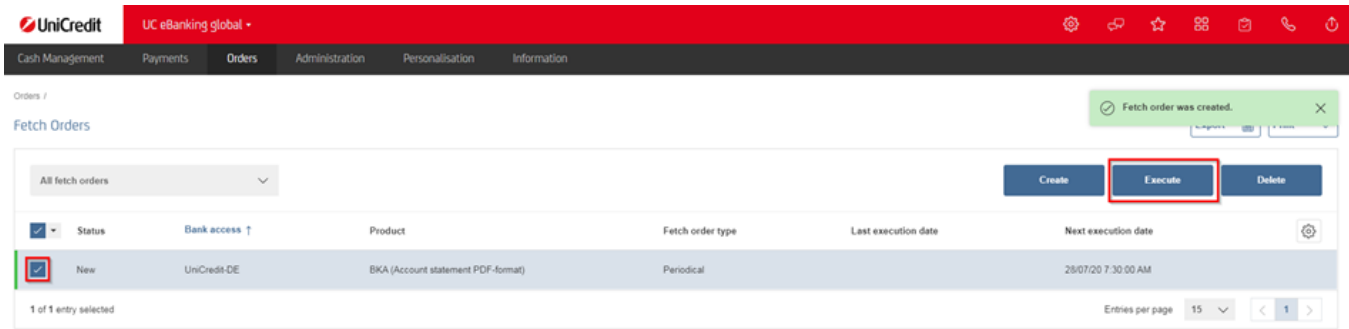 UniCredit
UC eBanking global
Cash Management Payments Orders Administration Personalisation Information
Orders /
Fetch order was created.
Fetch Orders
Export Print
All fetch orders
Create Execute Delete
Status Bank access ↑ Product Fetch order type Last execution date Next execution date
New UniCredit-DE BKA (Account statement PDF-format) Periodical 28/07/20 7:30:00 AM
1 of 1 entry selected
Entries per page 15 < 1 >